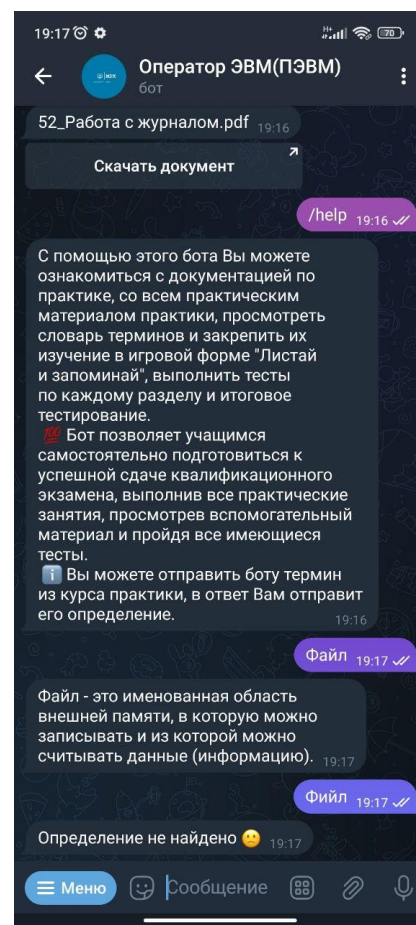 19:17
H+
70
Оператор ЭВМ(ПЭВМ)
бот
52_Работа с журналом.pdf 19:16
Скачать документ
/help 19:16
С помощью этого бота Вы можете
ознакомиться с документацией по
практике, со всем практическим
материалом практики, просмотреть
словарь терминов и закрепить их
изучение в игровой форме "Листай
и запоминай", выполнить тесты
по каждому разделу и итоговое
тестирование.
💯 Бот позволяет учащимся
самостоятельно подготовиться к
успешной сдаче квалификационного
экзамена, выполнив все практические
занятия, просмотрев вспомогательный
материал и пройдя все имеющиеся
тесты.
ℹ️ Вы можете отправить боту термин
из курса практики, в ответ Вам отправит
его определение. 19:16
Файл 19:17
Файл - это именованная область
внешней памяти, в которую можно
записывать и из которой можно
считывать данные (информацию). 19:17
Фийл 19:17
Определение не найдено 🙁 19:17
Меню Сообщение